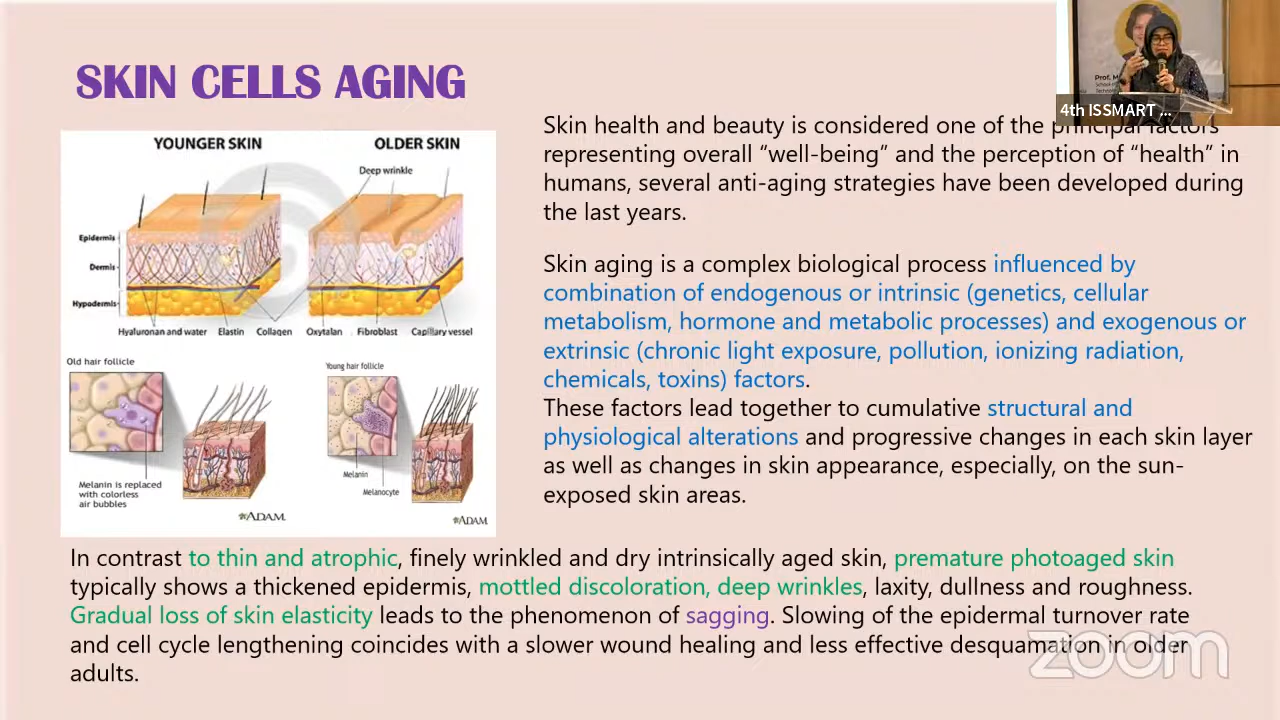 SKIN CELLS AGING
4th ISSMART ...
Prof. M
YOUNGER SKIN
OLDER SKIN
Deep wrinkle
Epidermis
Dermis
Hypodermis
Hyaluronan and water
Elastin
Collagen
Oxytalan
Fibroblast
Capillary vessel
Old hair follicle
Melanin is replaced
with colorless
air bubbles
ADAM.
Young hair follicle
Melanin
Melanocyte
ADAM
Skin health and beauty is considered one of the principal factors
representing overall “well-being” and the perception of “health” in
humans, several anti-aging strategies have been developed during
the last years.
Skin aging is a complex biological process influenced by
combination of endogenous or intrinsic (genetics, cellular
metabolism, hormone and metabolic processes) and exogenous or
extrinsic (chronic light exposure, pollution, ionizing radiation,
chemicals, toxins) factors.
These factors lead together to cumulative structural and
physiological alterations and progressive changes in each skin layer
as well as changes in skin appearance, especially, on the sun-
exposed skin areas.
In contrast to thin and atrophic, finely wrinkled and dry intrinsically aged skin, premature photoaged skin
typically shows a thickened epidermis, mottled discoloration, deep wrinkles, laxity, dullness and roughness.
Gradual loss of skin elasticity leads to the phenomenon of sagging. Slowing of the epidermal turnover rate
and cell cycle lengthening coincides with a slower wound healing and less effective desquamation in older
adults.
zoom